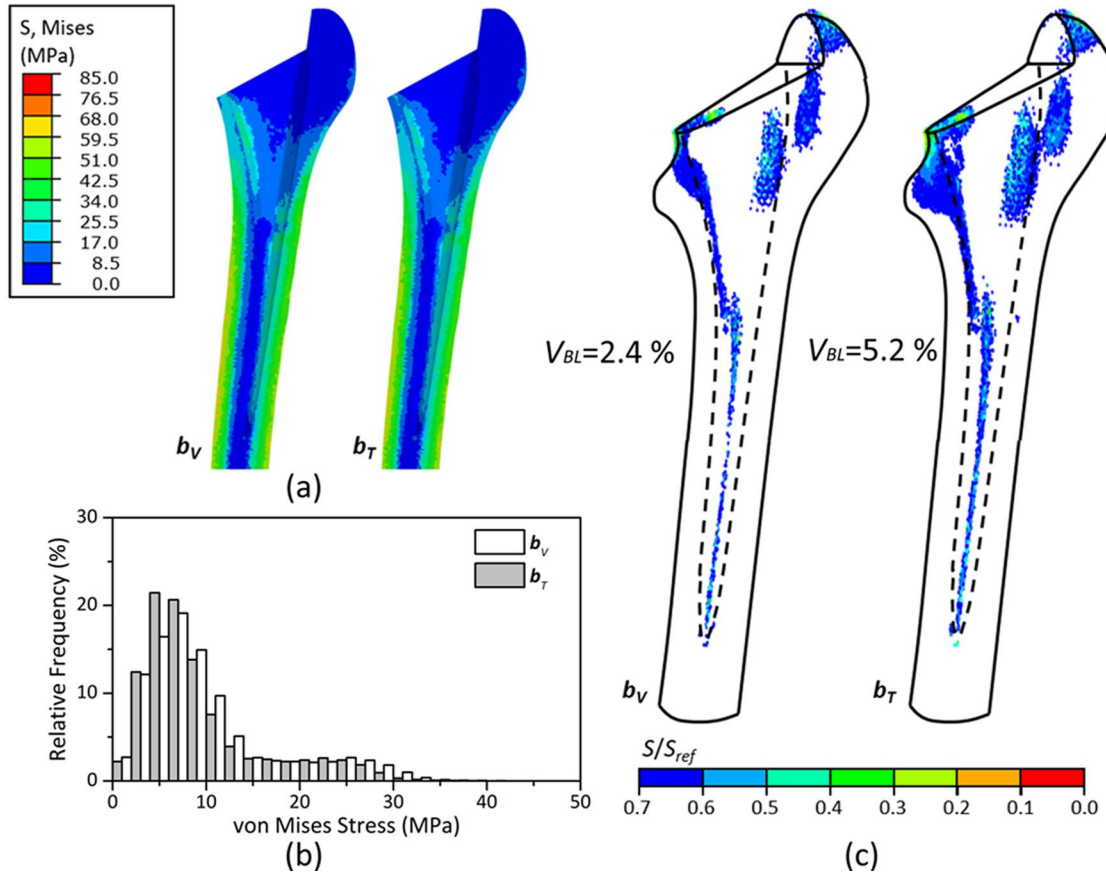 S, Mises
(MPa)
85.0
76.5
68.0
59.5
51.0
42.5
34.0
25.5
17.0
8.5
0.0
bV
bT
(a)
30
20
10
0
Relative Frequency (%)
bV
bT
0
10
20
30
40
50
von Mises Stress (MPa)
(b)
VBL=2.4 %
VBL=5.2 %
bV
bT
S/Sref
0.7
0.6
0.5
0.4
0.3
0.2
0.1
0.0
(c)